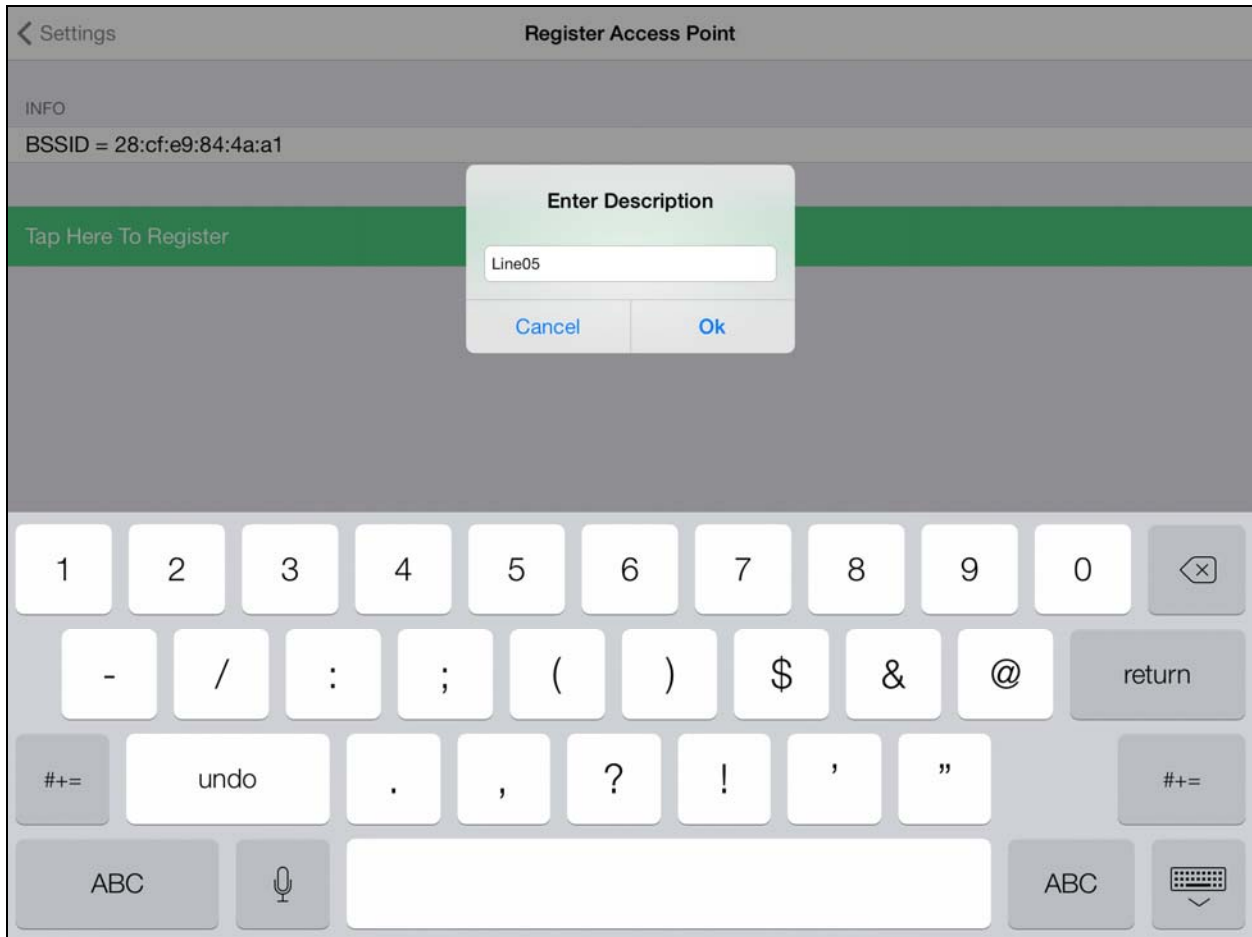 Settings
Register Access Point
INFO
BSSID = 28:cf:e9:84:4a:a1
Enter Description
Tap Here To Register
Line05
Cancel Ok
1 2 3 4 5 6 7 8 9 0
- / : ; ( ) $ & @ return
#+= undo . , ? ! ’ ” #+=
ABC ABC